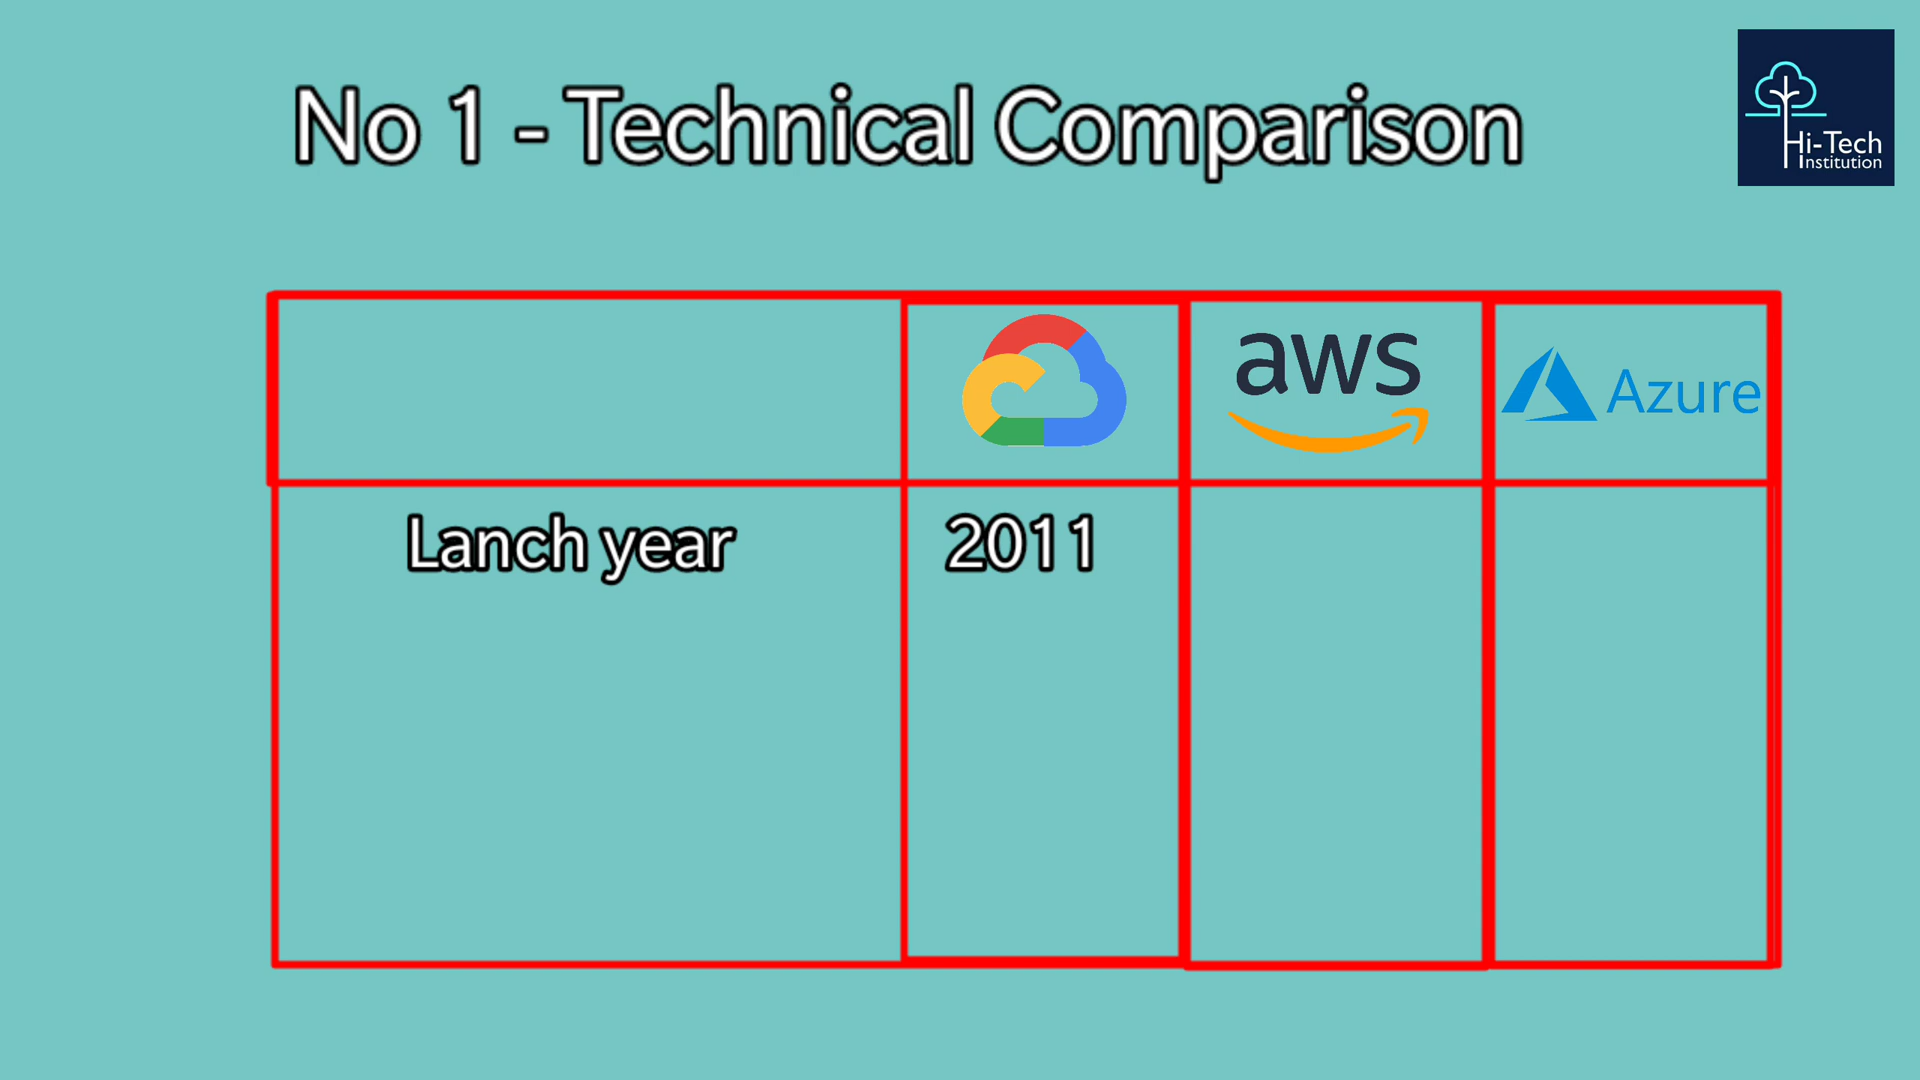 No 1 - Technical Comparison
Hi-Tech
Institution
aws
Azure
Lanch year
2011